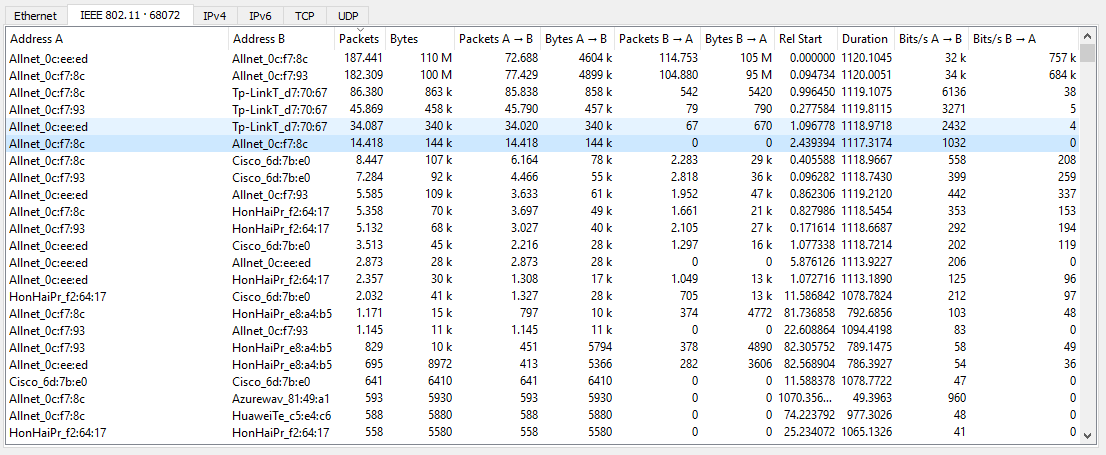 Ethernet IEEE 802.11 · 68072 IPv4 IPv6 TCP UDP
Address A Address B Packets Bytes Packets A → B Bytes A → B Packets B → A Bytes B → A Rel Start Duration Bits/s A → B Bits/s B → A
Allnet_0c:ee:ed Allnet_0c:f7:8c 187.441 110 M 72.688 4604 k 114.753 105 M 0.000000 1120.1045 32 k 757 k
Allnet_0c:ee:ed Allnet_0c:f7:93 182.309 100 M 77.429 4899 k 104.880 95 M 0.094734 1120.0051 34 k 684 k
Allnet_0c:f7:8c Tp-LinkT_d7:70:67 86.380 863 k 85.838 858 k 542 5420 0.996450 1119.1075 6136 38
Allnet_0c:f7:93 Tp-LinkT_d7:70:67 45.869 458 k 45.790 457 k 79 790 0.277584 1119.8115 3271 5
Allnet_0c:ee:ed Tp-LinkT_d7:70:67 34.087 340 k 34.020 340 k 67 670 1.096778 1118.9718 2432 4
Allnet_0c:f7:8c Allnet_0c:f7:8c 14.418 144 k 14.418 144 k 0 0 2.439394 1117.3174 1032 0
Allnet_0c:f7:8c Cisco_6d:7b:e0 8.447 107 k 6.164 78 k 2.283 29 k 0.405588 1118.9667 558 208
Allnet_0c:f7:93 Cisco_6d:7b:e0 7.284 92 k 4.466 55 k 2.818 36 k 0.096282 1118.7430 399 259
Allnet_0c:f7:8c Allnet_0c:f7:93 5.585 109 k 3.633 61 k 1.952 47 k 0.862306 1119.2120 442 337
Allnet_0c:f7:8c HonHaiPr_f2:64:17 5.358 70 k 3.697 49 k 1.661 21 k 0.827986 1118.5454 353 153
Allnet_0c:f7:93 HonHaiPr_f2:64:17 5.132 68 k 3.027 40 k 2.105 27 k 0.171614 1118.6687 292 194
Allnet_0c:ee:ed Cisco_6d:7b:e0 3.513 45 k 2.216 28 k 1.297 16 k 1.077338 1118.7214 202 119
Allnet_0c:ee:ed Allnet_0c:ee:ed 2.873 28 k 2.873 28 k 0 0 5.876126 1113.9227 206 0
Allnet_0c:ee:ed HonHaiPr_f2:64:17 2.357 30 k 1.308 17 k 1.049 13 k 1.072716 1113.1890 125 96
HonHaiPr_f2:64:17 Cisco_6d:7b:e0 2.032 41 k 1.327 28 k 705 13 k 11.586842 1078.7824 212 97
Allnet_0c:f7:8c HonHaiPr_e8:a4:b5 1.171 15 k 797 10 k 374 4772 81.736858 792.6856 103 48
Allnet_0c:f7:93 Allnet_0c:f7:93 1.145 11 k 1.145 11 k 0 0 22.608864 1094.4198 83 0
Allnet_0c:f7:93 HonHaiPr_e8:a4:b5 829 10 k 451 5794 378 4890 82.305752 789.1475 58 49
Allnet_0c:ee:ed HonHaiPr_e8:a4:b5 695 8972 413 5366 282 3606 82.568904 786.3927 54 36
Cisco_6d:7b:e0 Cisco_6d:7b:e0 641 6410 641 6410 0 0 11.588378 1078.7722 47 0
Allnet_0c:f7:8c Azurewav_81:49:a1 593 5930 593 5930 0 0 1070.356... 49.3963 960 0
Allnet_0c:f7:8c HuaweiTe_c5:e4:c6 588 5880 588 5880 0 0 74.223792 977.3026 48 0
HonHaiPr_f2:64:17 HonHaiPr_f2:64:17 558 5580 558 5580 0 0 25.234072 1065.1326 41 0